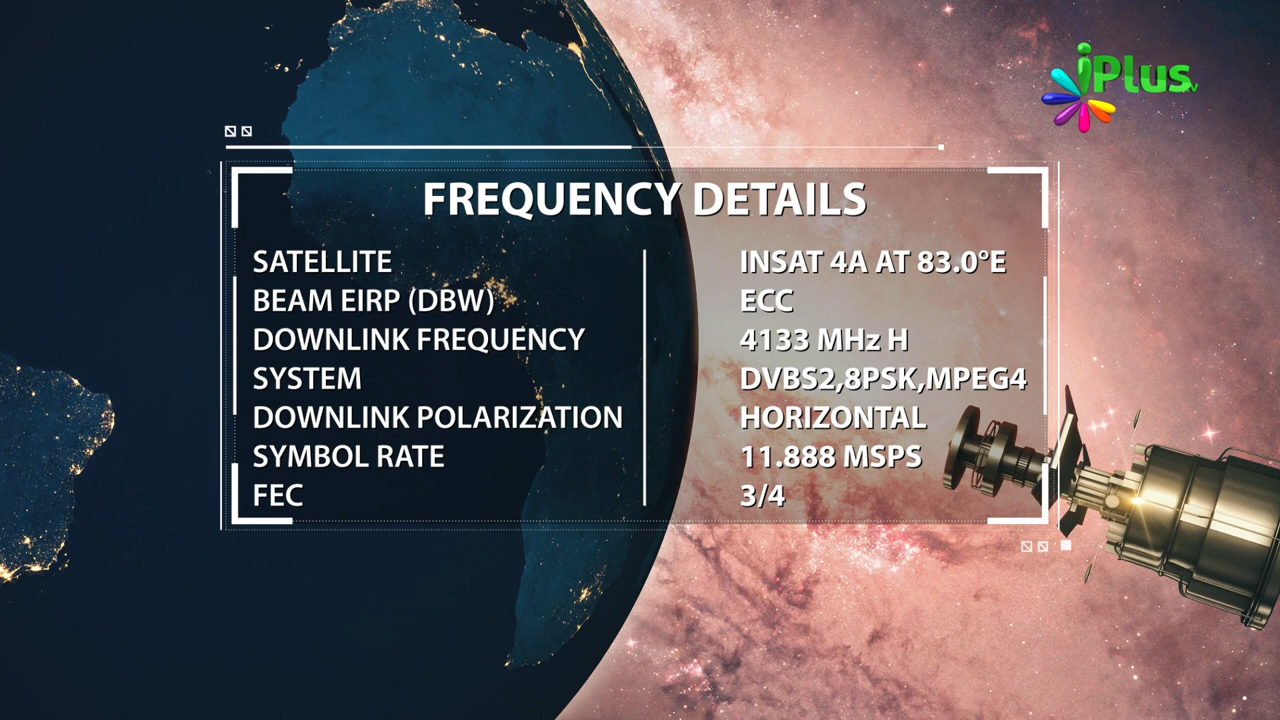 iPlus TV
FREQUENCY DETAILS
SATELLITE INSAT 4A AT 83.0°E
BEAM EIRP (DBW) ECC
DOWNLINK FREQUENCY 4133 MHz H
SYSTEM DVBS2,8PSK,MPEG4
DOWNLINK POLARIZATION HORIZONTAL
SYMBOL RATE 11.888 MSPS
FEC 3/4